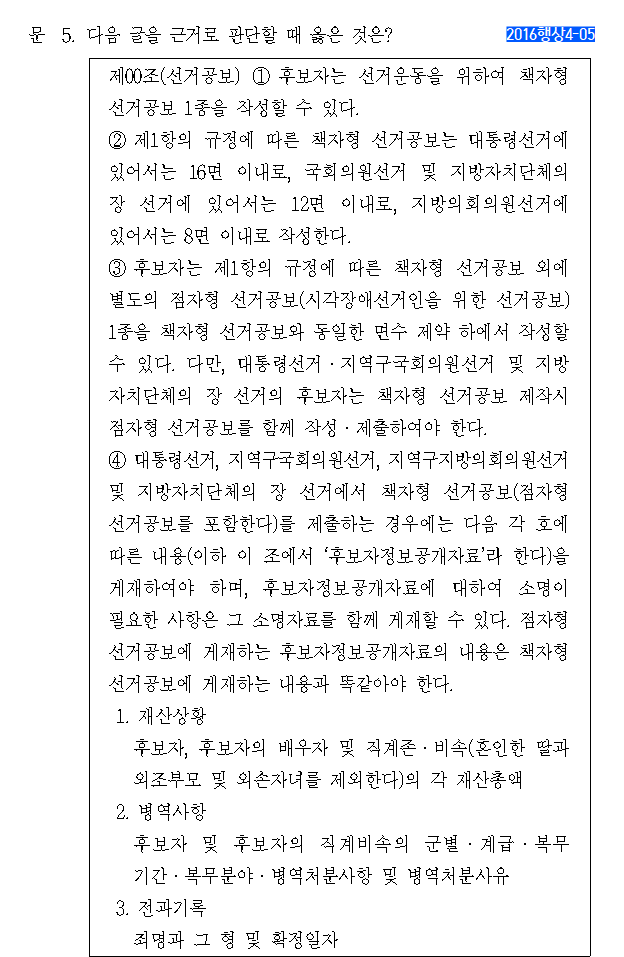 문 5. 다음 글을 근거로 판단할 때 옳은 것은?
2016행상4-05
제00조(선거공보) ① 후보자는 선거운동을 위하여 책자형
선거공보 1종을 작성할 수 있다.
② 제1항의 규정에 따른 책자형 선거공보는 대통령선거에
있어서는 16면 이내로, 국회의원선거 및 지방자치단체의
장 선거에 있어서는 12면 이내로, 지방의회의원선거에
있어서는 8면 이내로 작성한다.
③ 후보자는 제1항의 규정에 따른 책자형 선거공보 외에
별도의 점자형 선거공보(시각장애선거인을 위한 선거공보)
1종을 책자형 선거공보와 동일한 면수 제약 하에서 작성할
수 있다. 다만, 대통령선거ㆍ지역구국회의원선거 및 지방
자치단체의 장 선거의 후보자는 책자형 선거공보 제작시
점자형 선거공보를 함께 작성ㆍ제출하여야 한다.
④ 대통령선거, 지역구국회의원선거, 지역구지방의회의원선거
및 지방자치단체의 장 선거에서 책자형 선거공보(점자형
선거공보를 포함한다)를 제출하는 경우에는 다음 각 호에
따른 내용(이하 이 조에서 ‘후보자정보공개자료’라 한다)을
게재하여야 하며, 후보자정보공개자료에 대하여 소명이
필요한 사항은 그 소명자료를 함께 게재할 수 있다. 점자형
선거공보에 게재하는 후보자정보공개자료의 내용은 책자형
선거공보에 게재하는 내용과 똑같아야 한다.
1. 재산상황
후보자, 후보자의 배우자 및 직계존ㆍ비속(혼인한 딸과
외조부모 및 외손자녀를 제외한다)의 각 재산총액
2. 병역사항
후보자 및 후보자의 직계비속의 군별ㆍ계급ㆍ복무
기간ㆍ복무분야ㆍ병역처분사항 및 병역처분사유
3. 전과기록
죄명과 그 형 및 확정일자